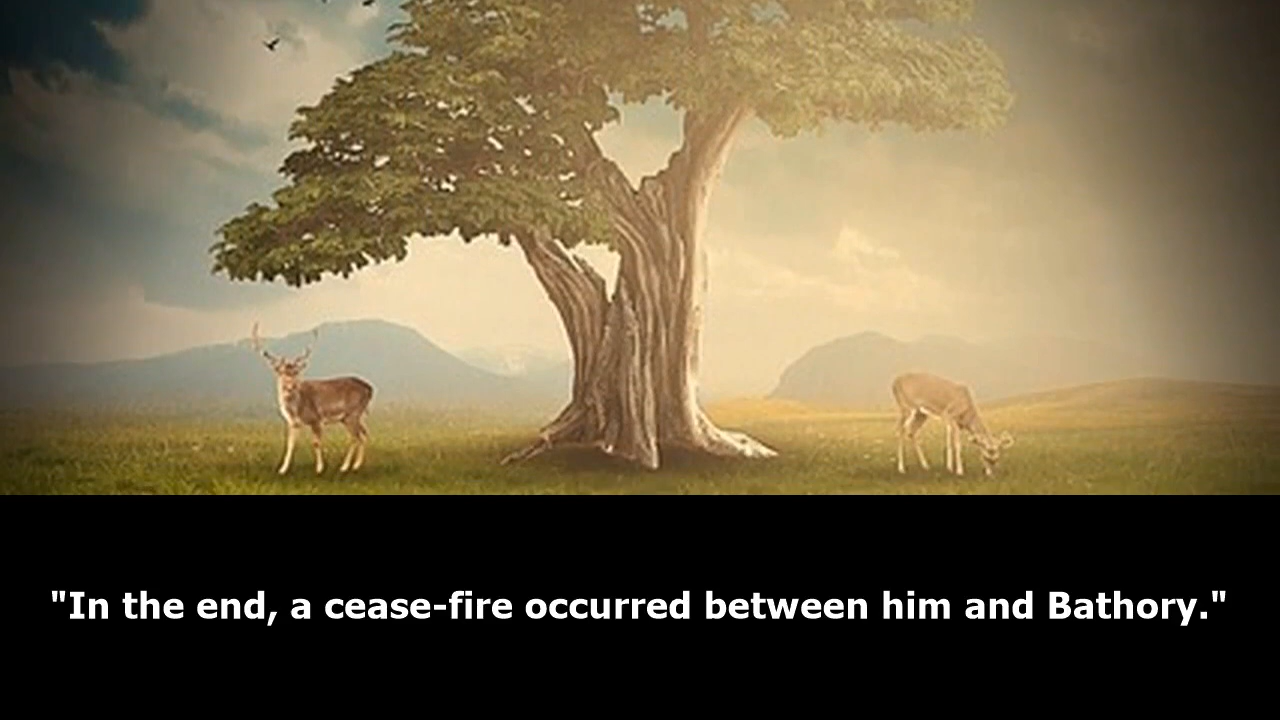 "In the end, a cease-fire occurred between him and Bathory."